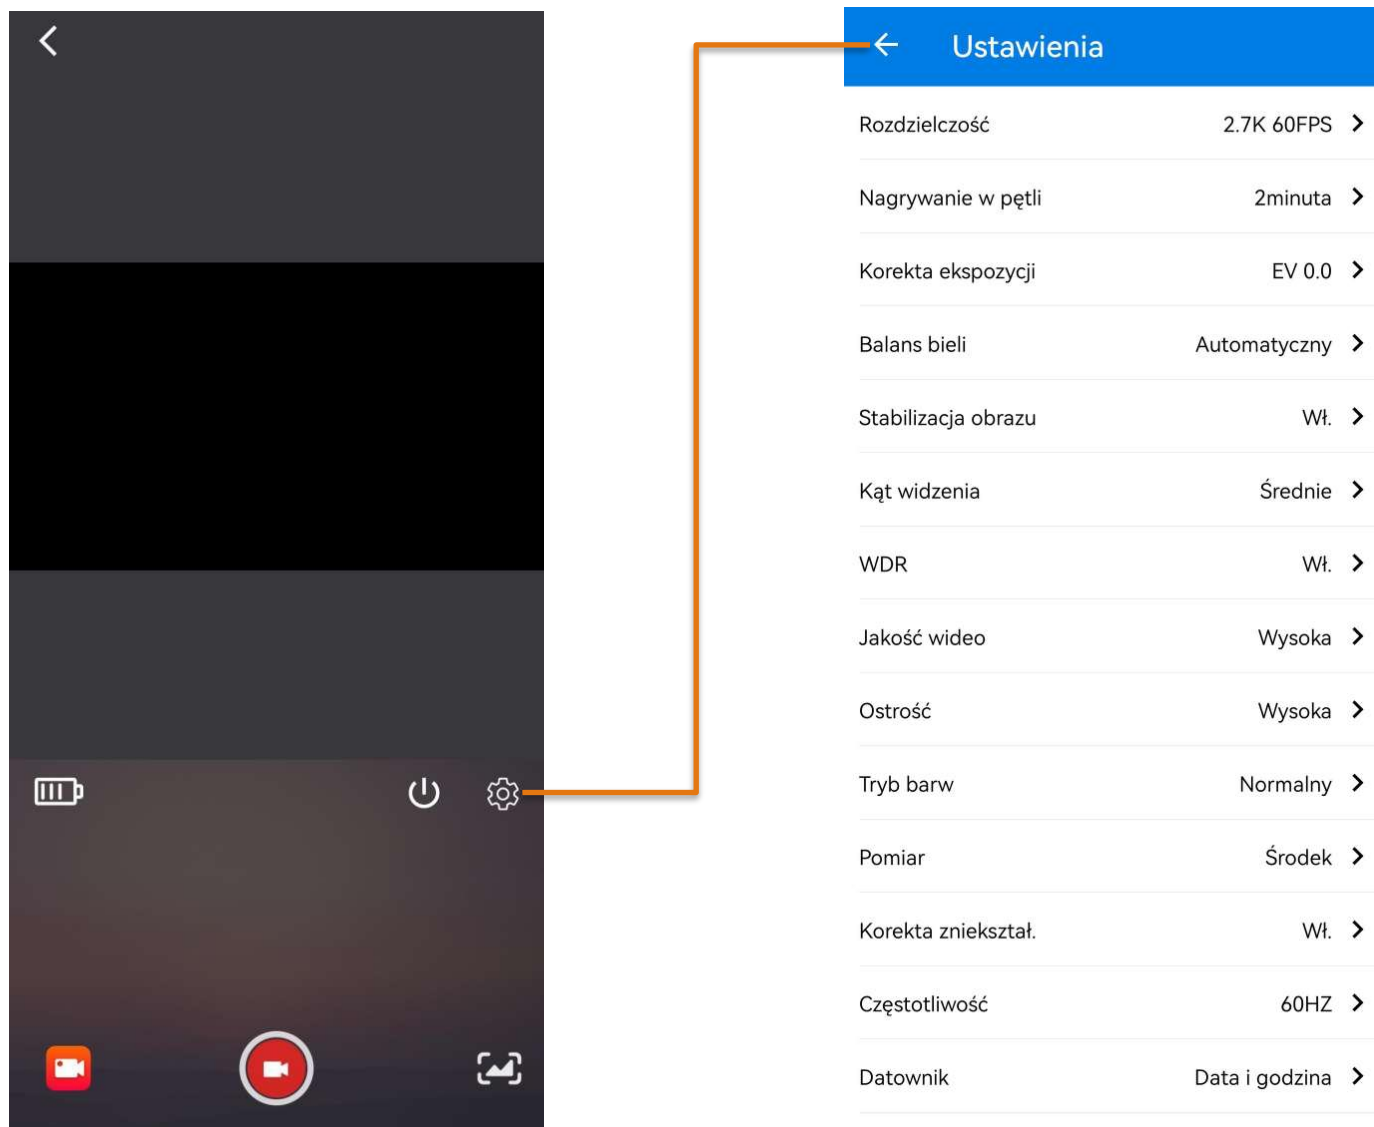 Ustawienia
Rozdzielczość 2.7K 60FPS
Nagrywanie w pętli 2minuta
Korekta ekspozycji EV 0.0
Balans bieli Automatyczny
Stabilizacja obrazu Wł.
Kąt widzenia Średnie
WDR Wł.
Jakość wideo Wysoka
Ostrość Wysoka
Tryb barw Normalny
Pomiar Środek
Korekta zniekształ. Wł.
Częstotliwość 60HZ
Datownik Data i godzina